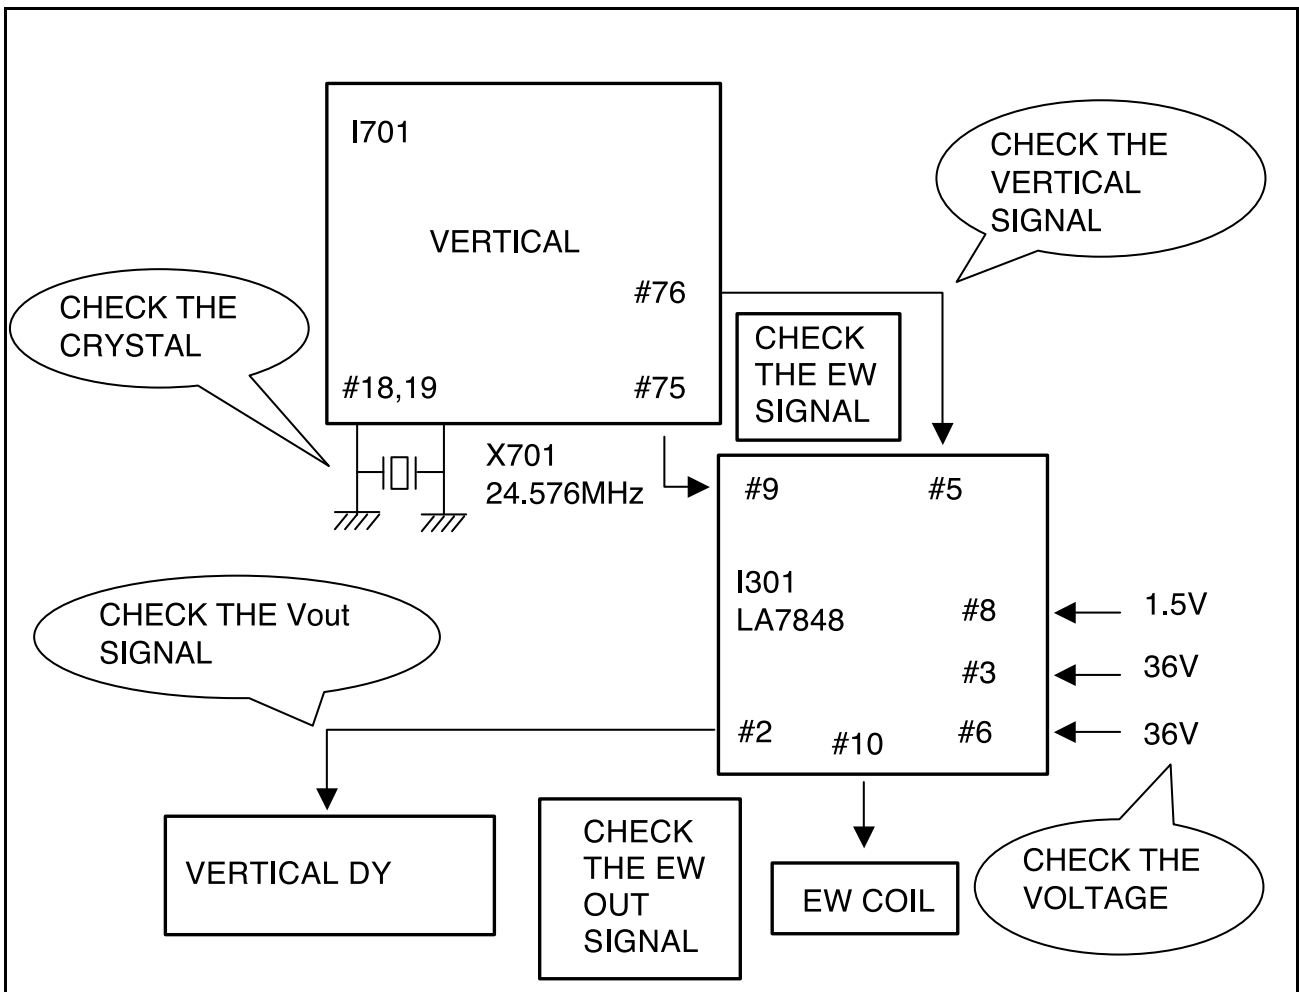 I701
VERTICAL
#76
#18,19
#75
CHECK THE
VERTICAL
SIGNAL
CHECK THE
CRYSTAL
CHECK
THE EW
SIGNAL
X701
24.576MHz
#9
#5
I301
LA7848
#8
#3
#2
#10
#6
1.5V
36V
36V
CHECK THE Vout
SIGNAL
VERTICAL DY
CHECK
THE EW
OUT
SIGNAL
EW COIL
CHECK THE
VOLTAGE